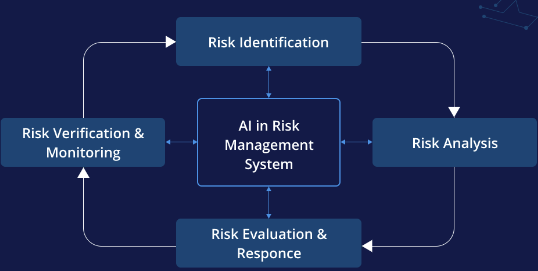 Risk Identification
Risk Verification &
Monitoring
AI in Risk
Management
System
Risk Analysis
Risk Evaluation &
Responce